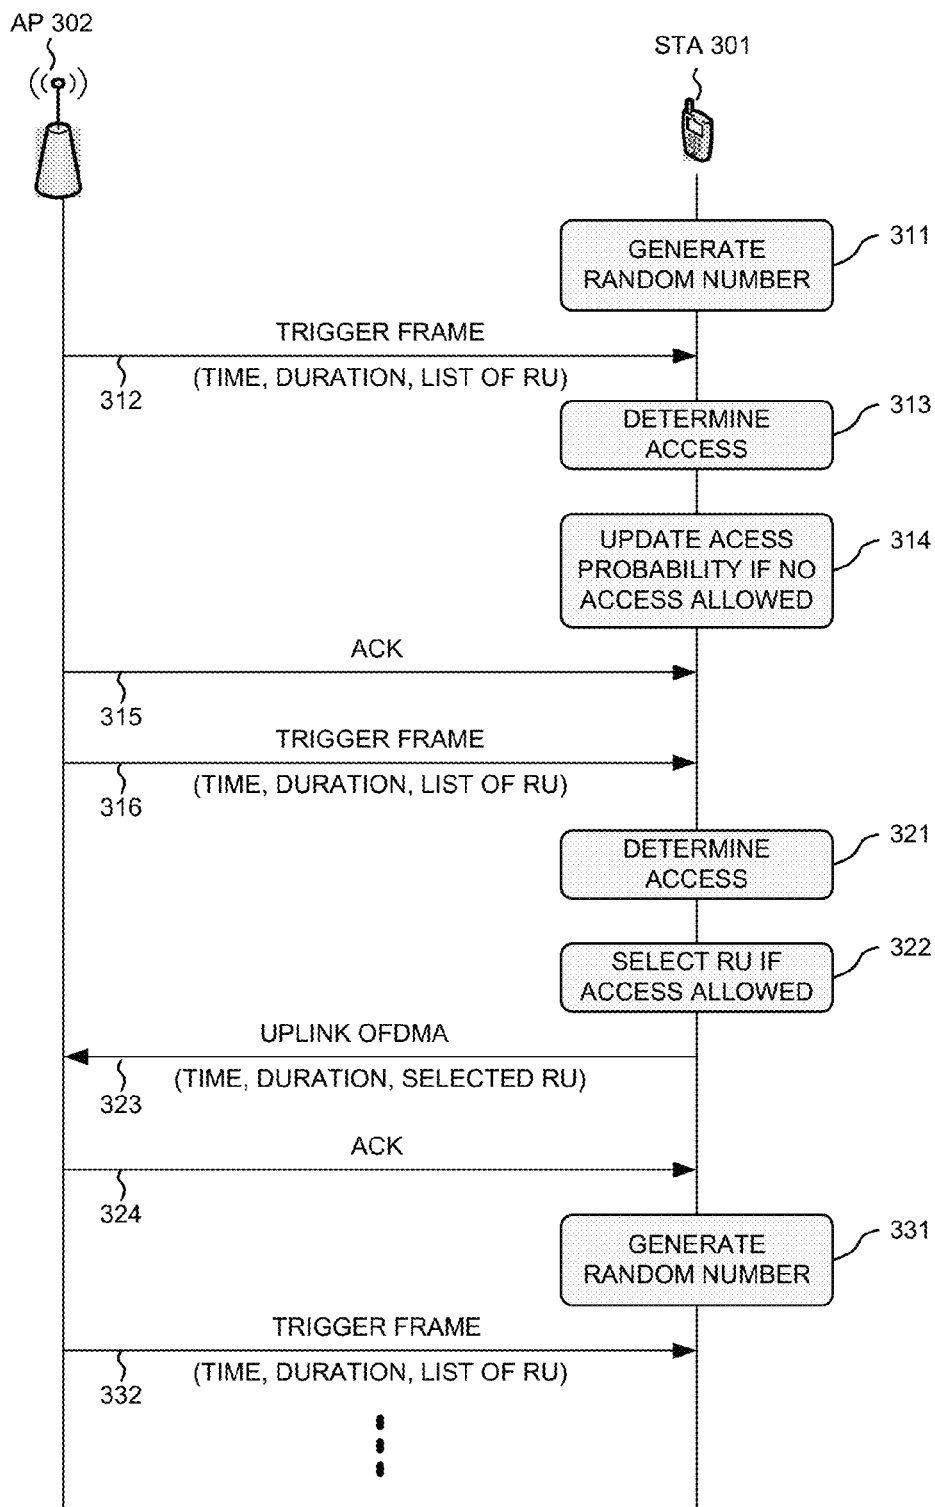 AP 302
STA 301
GENERATE
RANDOM NUMBER
311
TRIGGER FRAME
(TIME, DURATION, LIST OF RU)
312
DETERMINE
ACCESS
313
UPDATE ACESS
PROBABILITY IF NO
ACCESS ALLOWED
314
ACK
315
TRIGGER FRAME
(TIME, DURATION, LIST OF RU)
316
DETERMINE
ACCESS
321
SELECT RU IF
ACCESS ALLOWED
322
UPLINK OFDMA
(TIME, DURATION, SELECTED RU)
323
ACK
324
GENERATE
RANDOM NUMBER
331
TRIGGER FRAME
(TIME, DURATION, LIST OF RU)
332